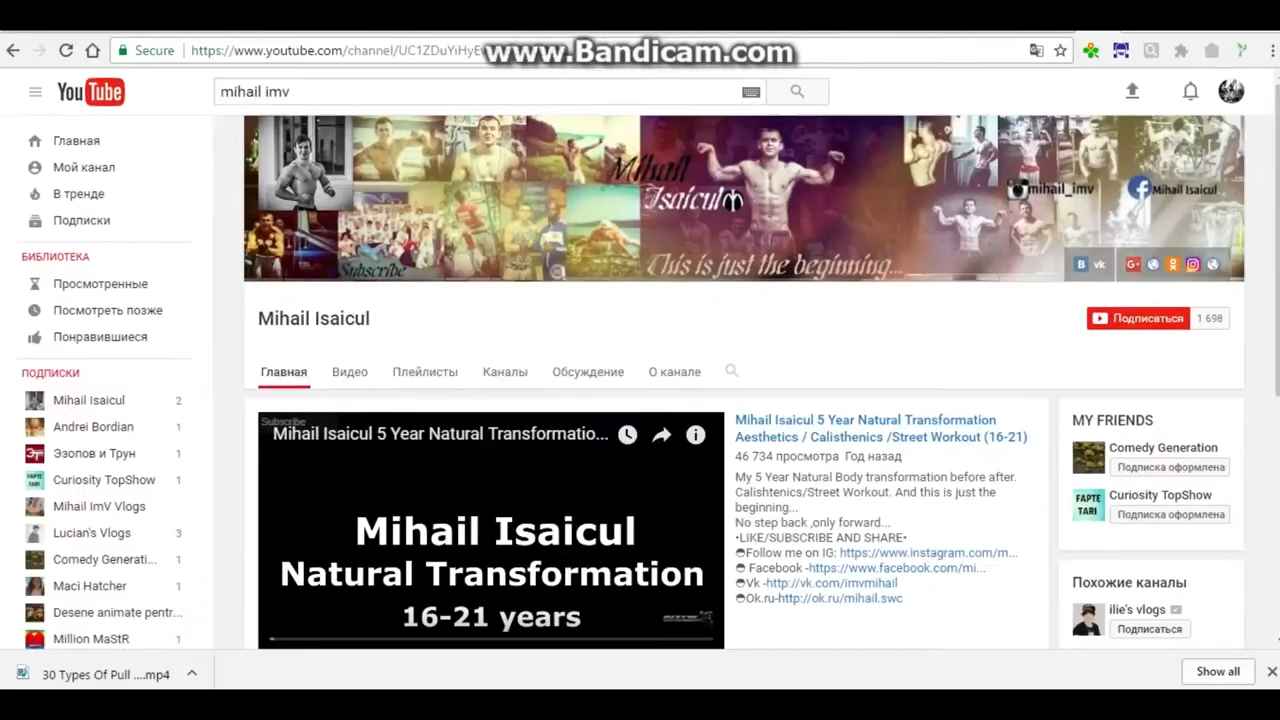 www.Bandicam.com
Secure
https://www.youtube.com/channel/UC1ZDuYiHyE
YouTube
mihail imv
Главная
Мой канал
В тренде
Подписки
БИБЛИОТЕКА
Просмотренные
Посмотреть позже
Понравившиеся
ПОДПИСКИ
Mihail Isaicul 2
Andrei Bordian 1
Эзопов и Трун 1
Curiosity TopShow 1
Mihail ImV Vlogs
Lucian's Vlogs 3
Comedy Generati... 1
Maci Hatcher 1
Desene animate pentr...
Million MaStR 1
Mihail
Isaicul
mihail_imv
Mihail Isaicul
Subscribe
This is just the beginning...
vk
Mihail Isaicul
Подписаться 1 698
Главная Видео Плейлисты Каналы Обсуждение О канале
Subscribe
Mihail Isaicul 5 Year Natural Transformatio...
Mihail Isaicul
Natural Transformation
16-21 years
Mihail Isaicul 5 Year Natural Transformation
Aesthetics / Calisthenics /Street Workout (16-21)
46 734 просмотра Год назад
My 5 Year Natural Body transformation before after.
Calishtenics/Street Workout. And this is just the
beginning...
No step back ,only forward...
•LIKE/SUBSCRIBE AND SHARE•
Follow me on IG: https://www.instagram.com/m...
Facebook -https://www.facebook.com/mi...
Vk -http://vk.com/imvmihail
Ok.ru-http://ok.ru/mihail.swc
MY FRIENDS
Comedy Generation
Подписка оформлена
FAPTE
TARI
Curiosity TopShow
Подписка оформлена
Похожие каналы
ilie's vlogs
Подписаться
30 Types Of Pull ....mp4
Show all